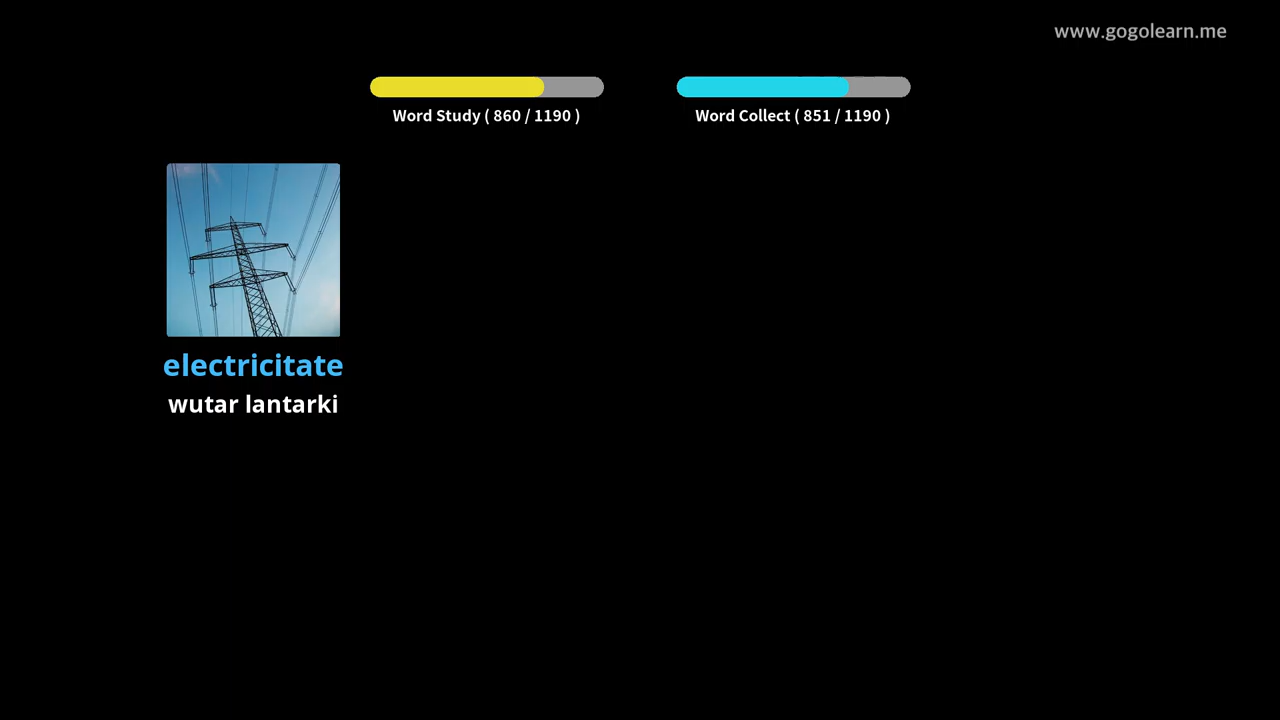 www.gogolearn.me
Word Study ( 860 / 1190 )
Word Collect ( 851 / 1190 )
electricitate
wutar lantarki